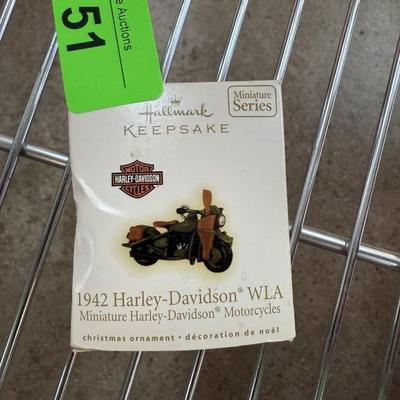 e Auctions
51
Hallmark
KEEPSAKE
Miniature
Series
MOTOR
HARLEY-DAVIDSON
CYCLES
1942 Harley-Davidson® WLA
Miniature Harley-Davidson® Motorcycles
christmas ornament • décoration de noël